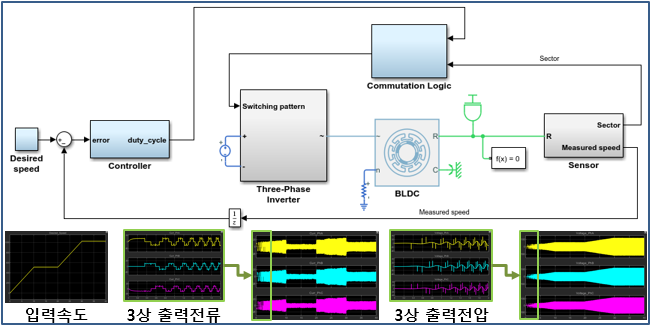 Sector
Commutation Logic
Switching pattern
+
-
~
Three-Phase
Inverter
Desired
speed
error
duty_cycle
Controller
R
n
C
BLDC
f(x) = 0
R
Sector
Measured speed
Sensor
1
z
Measured speed
입력속도
3상 출력전류
3상 출력전압